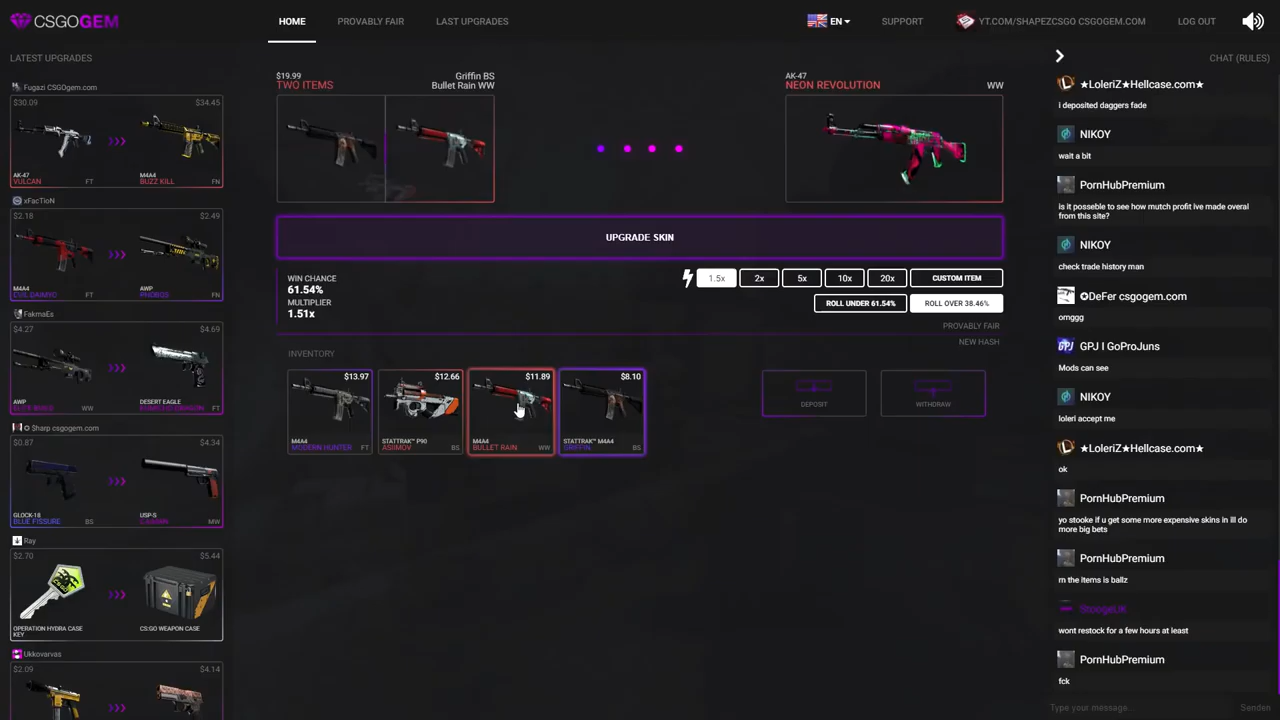 CSGOGEM
HOME
PROVABLY FAIR
LAST UPGRADES
EN
SUPPORT
YT.COM/SHAPEZCSGO CSGOGEM.COM
LOG OUT
LATEST UPGRADES
Fugazi CSGOgem.com
$30.09
$34.45
AK-47
VULCAN
FT
M4A4
BUZZ KILL
FN
xFacTioN
$2.18
$2.49
M4A4
EVIL DAIMYO
FT
AWP
PHOBOS
FN
FakmaEs
$4.27
$4.69
AWP
ELITE BUILD
WW
DESERT EAGLE
KUMICHO DRAGON
FT
$harp csgogem.com
$0.87
$4.34
GLOCK-18
BLUE FISSURE
BS
USP-S
CAIMAN
MW
Ray
$2.70
$5.44
OPERATION HYDRA CASE
KEY
CS:GO WEAPON CASE
Ukkovarvas
$2.09
$4.14
$19.99
TWO ITEMS
Griffin BS
Bullet Rain WW
AK-47
NEON REVOLUTION
WW
UPGRADE SKIN
WIN CHANCE
61.54%
MULTIPLIER
1.51x
1.5x
2x
5x
10x
20x
CUSTOM ITEM
ROLL UNDER 61.54%
ROLL OVER 38.46%
PROVABLY FAIR
NEW HASH
INVENTORY
$13.97
M4A4
MODERN HUNTER
FT
$12.66
STATTRAK™ P90
ASIIMOV
BS
$11.89
M4A4
BULLET RAIN
WW
$8.10
STATTRAK™ M4A4
GRIFFIN
BS
DEPOSIT
WITHDRAW
CHAT (RULES)
★LoleriZ★Hellcase.com★
i deposited daggers fade
NIKOY
wait a bit
PornHubPremium
is it posseble to see how mutch profit ive made overal
from this site?
NIKOY
check trade history man
✪DeFer csgogem.com
omggg
GPJ I GoProJuns
Mods can see
NIKOY
loleri accept me
★LoleriZ★Hellcase.com★
ok
PornHubPremium
yo stooke if u get some more expensive skins in ill do
more big bets
PornHubPremium
rn the items is ballz
StoogeUK
wont restock for a few hours at least
PornHubPremium
fck
Type your message...
Senden